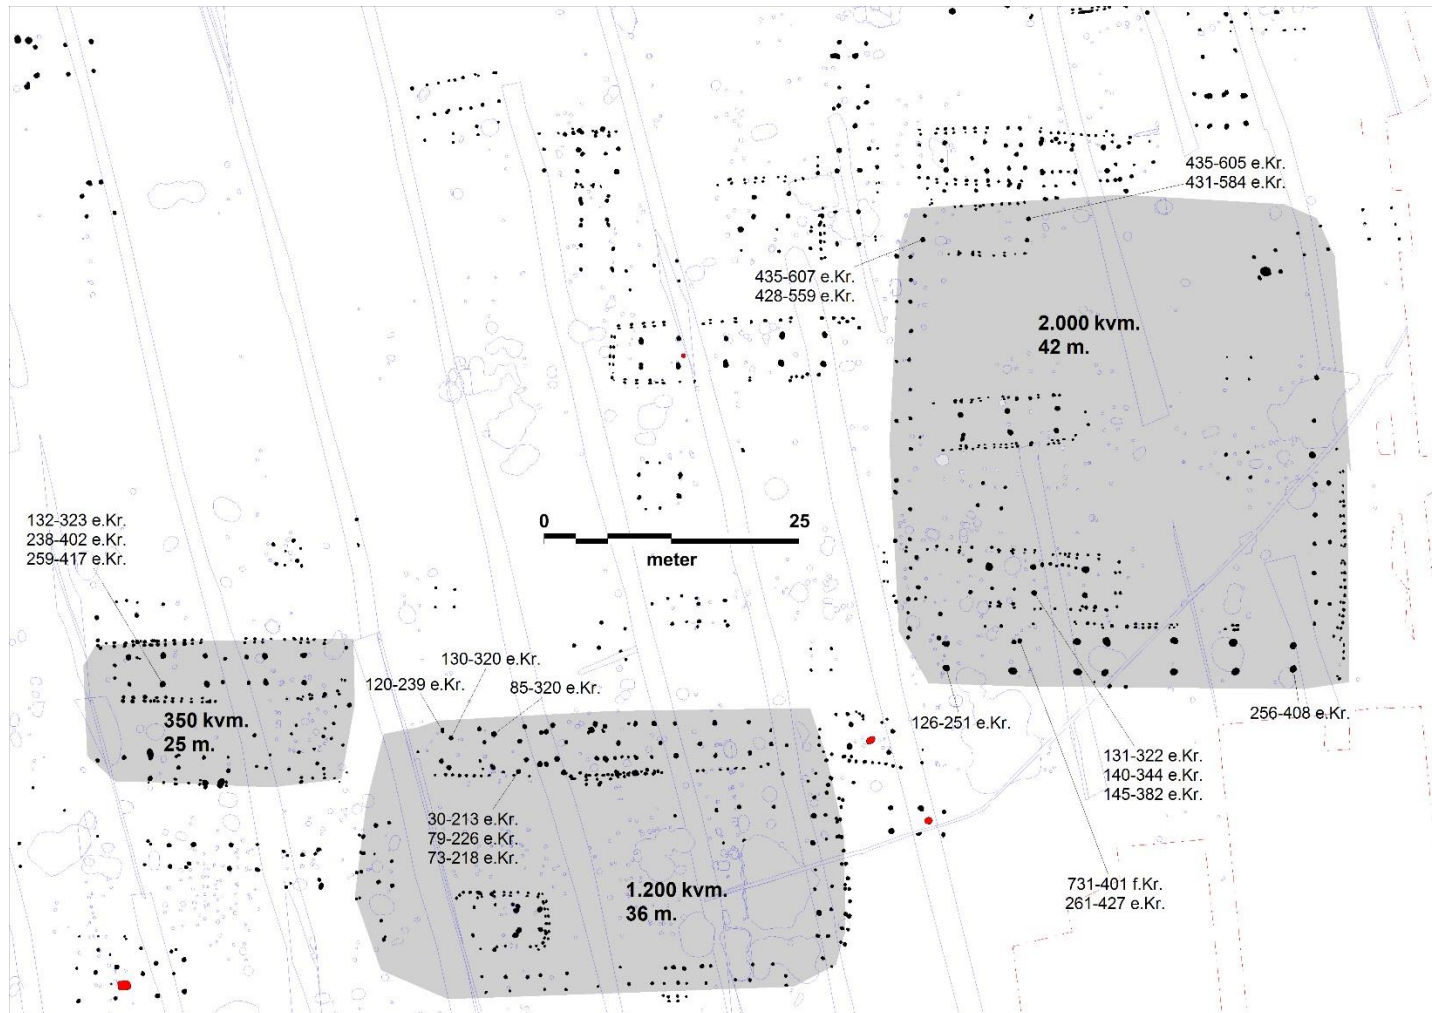 435-605 e.Kr.
431-584 e.Kr.
435-607 e.Kr.
428-559 e.Kr.
2.000 kvm.
42 m.
132-323 e.Kr.
238-402 e.Kr.
259-417 e.Kr.
0 25
meter
130-320 e.Kr.
120-239 e.Kr.
85-320 e.Kr.
350 kvm.
25 m.
126-251 e.Kr.
256-408 e.Kr.
131-322 e.Kr.
140-344 e.Kr.
145-382 e.Kr.
30-213 e.Kr.
79-226 e.Kr.
73-218 e.Kr.
1.200 kvm.
36 m.
731-401 f.Kr.
261-427 e.Kr.